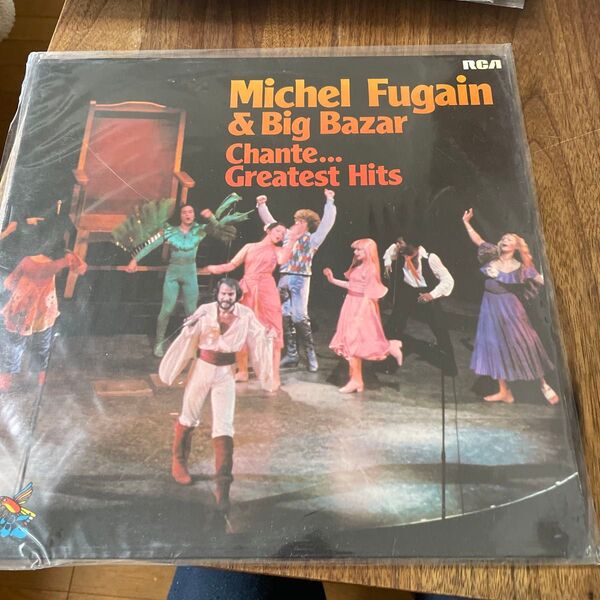 RCA
Michel Fugain
& Big Bazar
Chante...
Greatest Hits